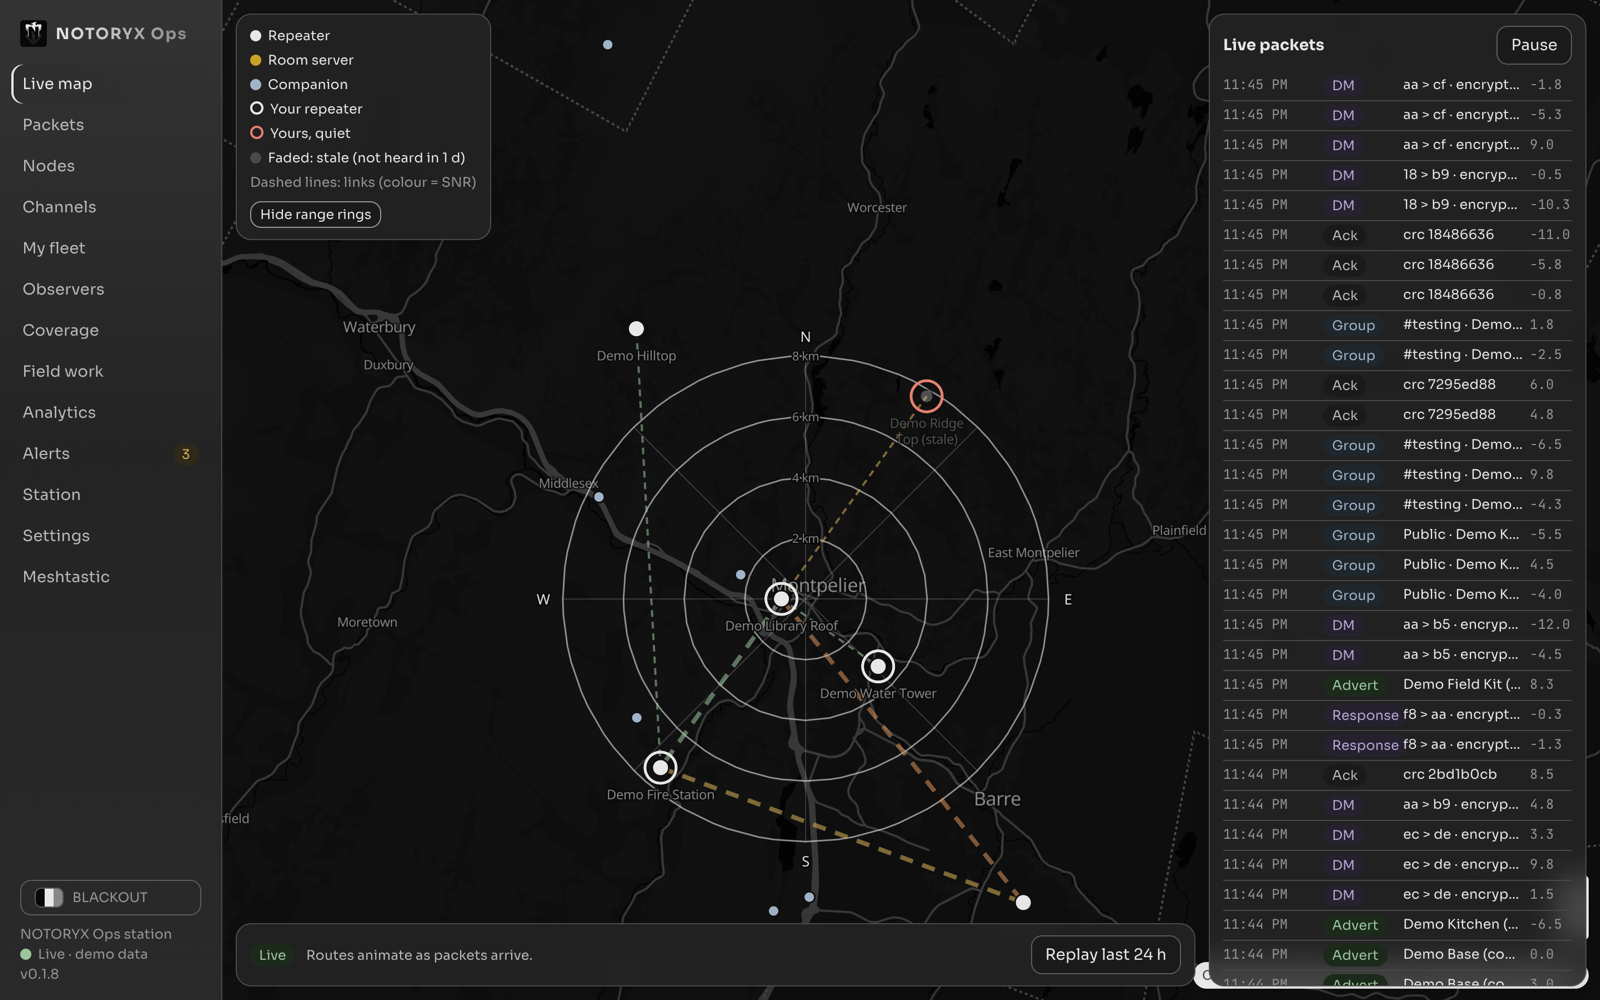 NOTORYX Ops
Live map
Packets
Nodes
Channels
My fleet
Observers
Coverage
Field work
Analytics
Alerts 3
Station
Settings
Meshtastic
BLACKOUT
NOTORYX Ops station
Live · demo data
v0.1.8
Repeater
Room server
Companion
Your repeater
Yours, quiet
Faded: stale (not heard in 1 d)
Dashed lines: links (colour = SNR)
Hide range rings
Worcester
Waterbury
Duxbury
Demo Hilltop
N
8 km
6 km
Demo Ridge
Top (stale)
4 km
Middlesex
2 km
Plainfield
East Montpelier
Montpelier
W
E
Demo Library Roof
Moretown
Demo Water Tower
Demo Fire Station
Barre
sfield
S
Live Routes animate as packets arrive.
Replay last 24 h
Live packets
Pause
11:45 PM DM aa > cf · encrypt... -1.8
11:45 PM DM aa > cf · encrypt... -5.3
11:45 PM DM aa > cf · encrypt... 9.0
11:45 PM DM 18 > b9 · encryp... -0.5
11:45 PM DM 18 > b9 · encryp... -10.3
11:45 PM Ack crc 18486636 -11.0
11:45 PM Ack crc 18486636 -5.8
11:45 PM Ack crc 18486636 -0.8
11:45 PM Group #testing · Demo... 1.8
11:45 PM Group #testing · Demo... -2.5
11:45 PM Ack crc 7295ed88 6.0
11:45 PM Ack crc 7295ed88 4.8
11:45 PM Group #testing · Demo... -6.5
11:45 PM Group #testing · Demo... 9.8
11:45 PM Group #testing · Demo... -4.3
11:45 PM Group Public · Demo K... -5.5
11:45 PM Group Public · Demo K... 4.5
11:45 PM Group Public · Demo K... -4.0
11:45 PM DM aa > b5 · encryp... -12.0
11:45 PM DM aa > b5 · encryp... -4.5
11:45 PM Advert Demo Field Kit (... 8.3
11:45 PM Response f8 > aa · encrypt... -0.3
11:45 PM Response f8 > aa · encrypt... -1.3
11:44 PM Ack crc 2bd1b0cb 8.5
11:44 PM DM aa > b9 · encryp... 4.8
11:44 PM DM ec > de · encryp... 3.3
11:44 PM DM ec > de · encryp... 9.8
11:44 PM DM ec > de · encryp... 1.5
11:44 PM Advert Demo Kitchen (... -6.5
11:44 PM Advert Demo Base (co... 0.0
11:44 PM Advert Demo Base (co... 3.0